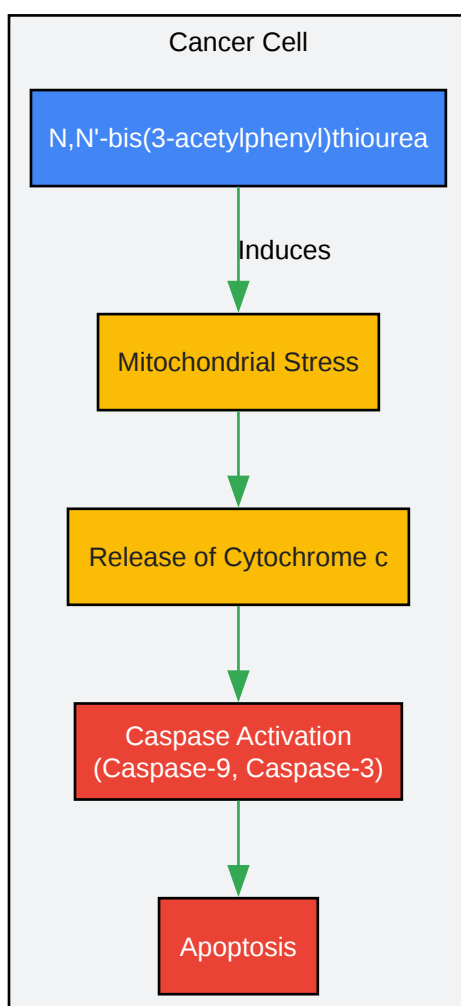 Cancer Cell
N,N'-bis(3-acetylphenyl)thiourea
Induces
Mitochondrial Stress
Release of Cytochrome c
Caspase Activation
(Caspase-9, Caspase-3)
Apoptosis